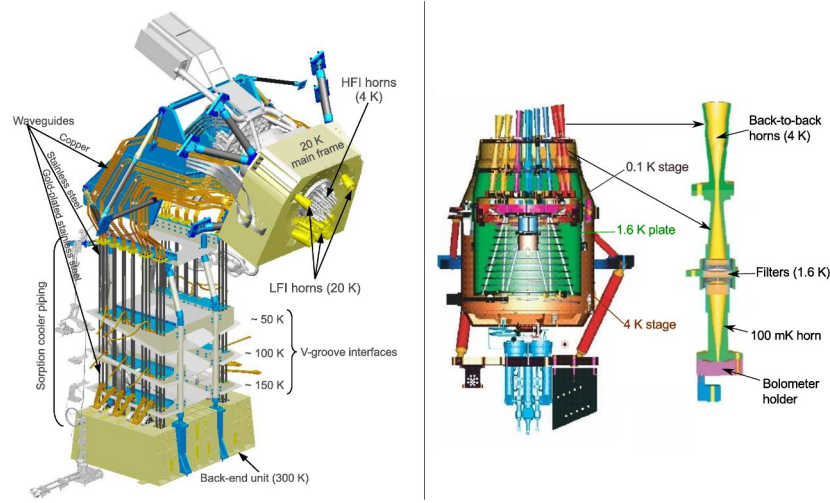 HFI horns
(4 K)
Waveguides
Copper
Stainless steel
Gold-plated stainless steel
20 K
main frame
LFI horns (20 K)
Sorption cooler piping
~ 50 K
~ 100 K
~ 150 K
V-groove interfaces
Back-end unit (300 K)
Back-to-back
horns (4 K)
0.1 K stage
1.6 K plate
Filters (1.6 K)
4 K stage
100 mK horn
Bolometer
holder